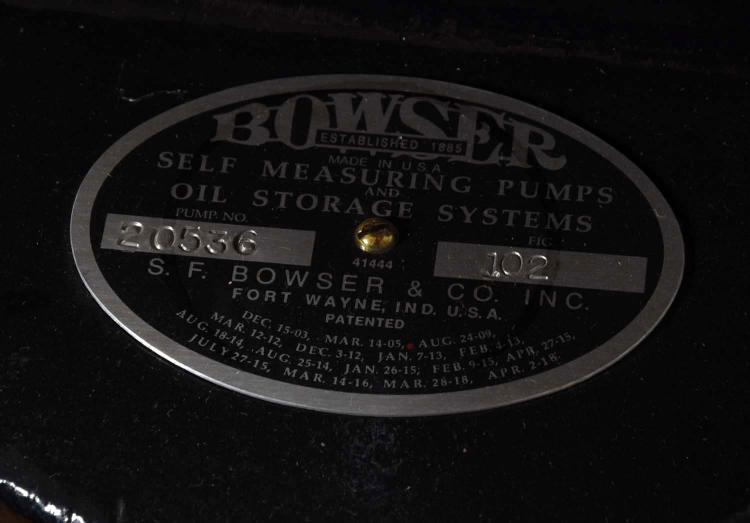 BOWSER
ESTABLISHED 1885
MADE IN U.S.A.
SELF MEASURING PUMPS
AND
OIL STORAGE SYSTEMS
PUMP. NO.
FIG.
20536
102
41444
S. F. BOWSER & CO. INC.
FORT WAYNE, IND. U.S.A.
PATENTED
DEC. 15-03, MAR. 14-05, AUG. 24-09,
MAR. 12-12, DEC. 3-12, JAN. 7-13, FEB. 4-13,
AUG. 18-14, AUG. 25-14, JAN. 26-15; FEB. 9-15, APR. 27-15,
JULY 27-15, MAR. 14-16, MAR. 28-18, APR. 2-18,